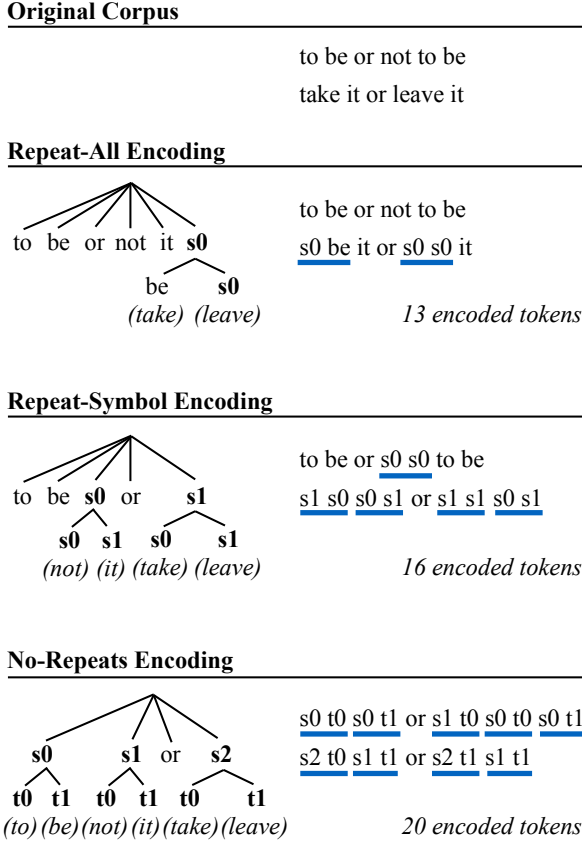 Original Corpus
to be or not to be
take it or leave it
Repeat-All Encoding
to be or not it s0
be s0
(take) (leave)
to be or not to be
s0 be it or s0 s0 it
13 encoded tokens
Repeat-Symbol Encoding
to be s0 or s1
s0 s1 s0 s1
(not) (it) (take) (leave)
to be or s0 s0 to be
s1 s0 s0 s1 or s1 s1 s0 s1
16 encoded tokens
No-Repeats Encoding
s0 s1 or s2
t0 t1 t0 t1 t0 t1
(to) (be) (not) (it) (take) (leave)
s0 t0 s0 t1 or s1 t0 s0 t0 s0 t1
s2 t0 s1 t1 or s2 t1 s1 t1
20 encoded tokens